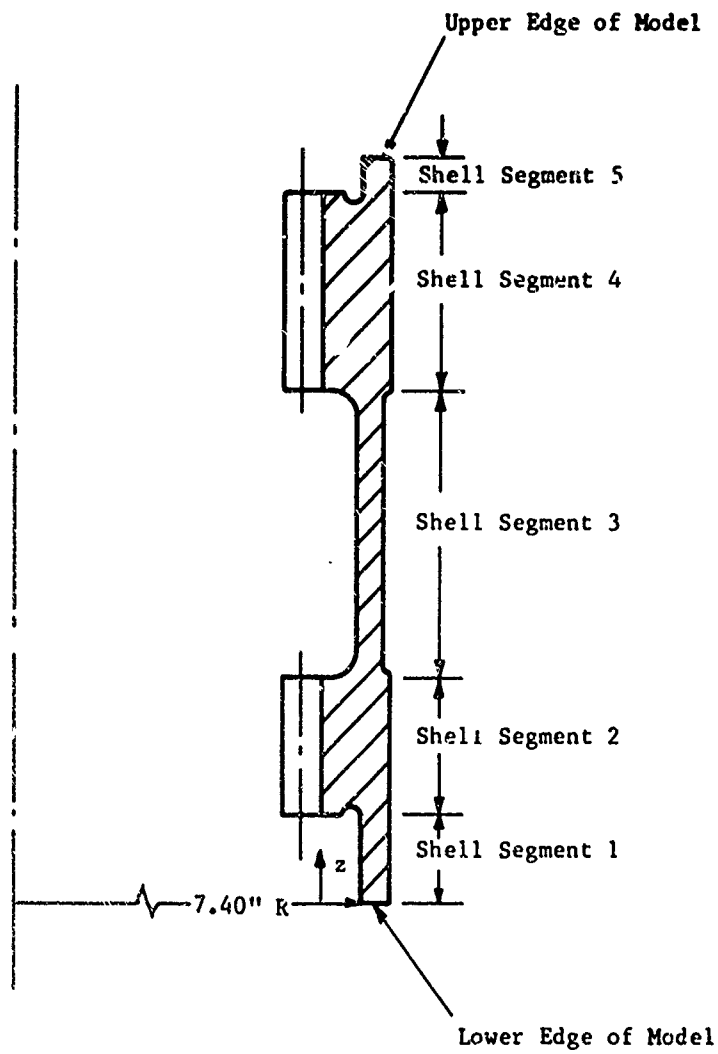 Upper Edge of Model
Shell Segment 5
Shell Segment 4
Shell Segment 3
Shell Segment 2
Shell Segment 1
z
7.40" R
Lower Edge of Model